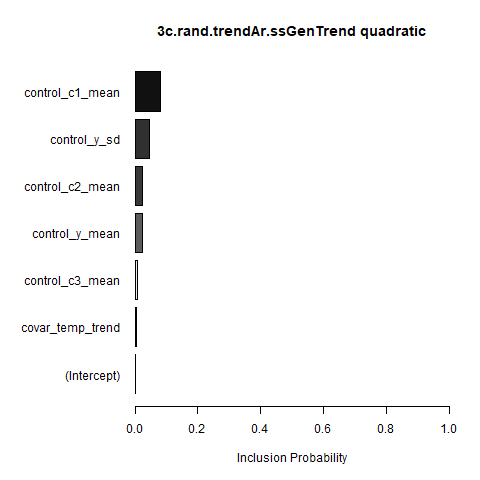 3c.rand.trendAr.ssGenTrend quadratic
control_c1_mean
control_y_sd
control_c2_mean
control_y_mean
control_c3_mean
covar_temp_trend
(Intercept)
0.0 0.2 0.4 0.6 0.8 1.0
Inclusion Probability